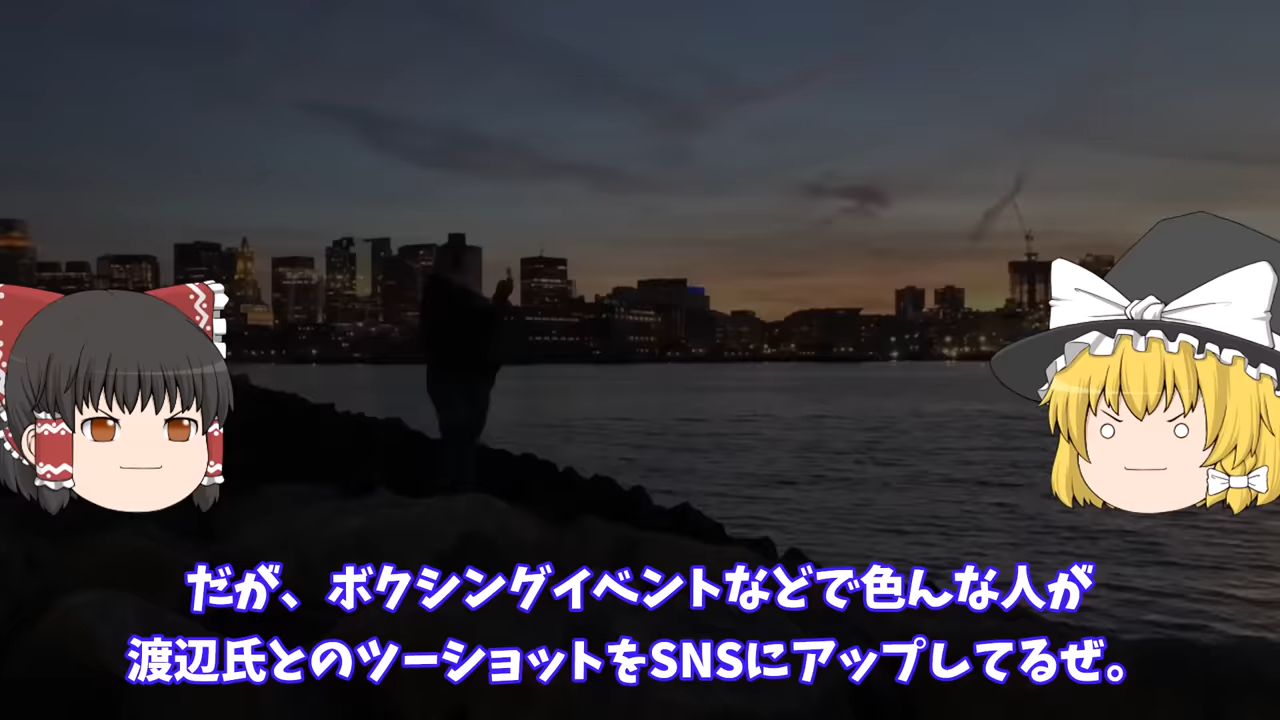 だが、ボクシングイベントなどで色んな人が
渡辺氏とのツーショットをSNSにアップしてるぜ。